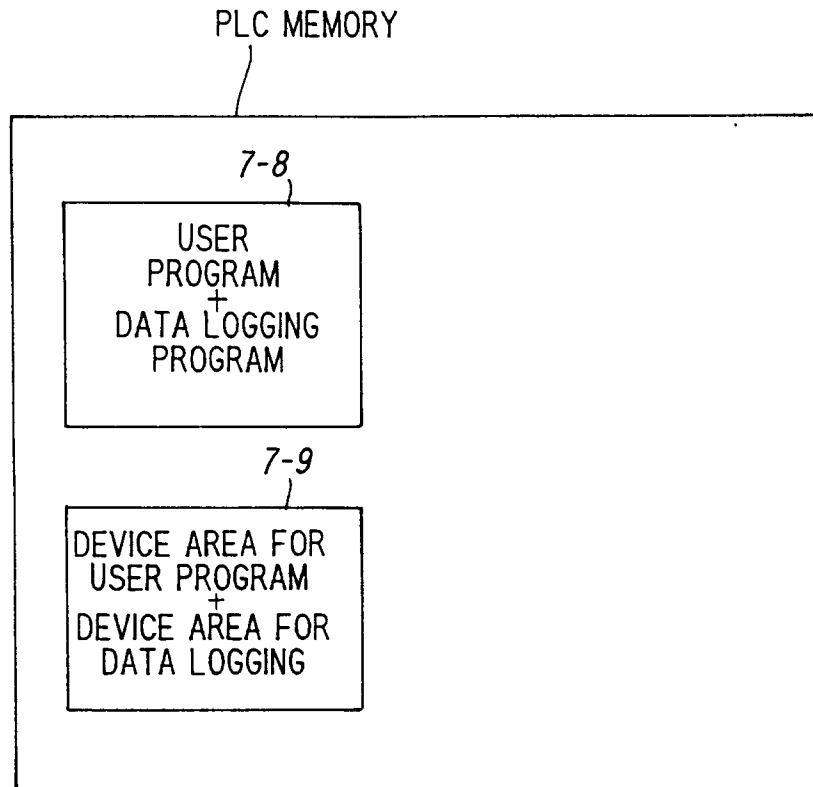 PLC MEMORY
7-8
USER
PROGRAM
+
DATA LOGGING
PROGRAM
7-9
DEVICE AREA FOR
USER PROGRAM
+
DEVICE AREA FOR
DATA LOGGING